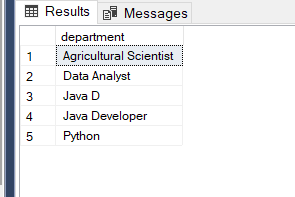 Results Messages
department
1 Agricultural Scientist
2 Data Analyst
3 Java D
4 Java Developer
5 Python